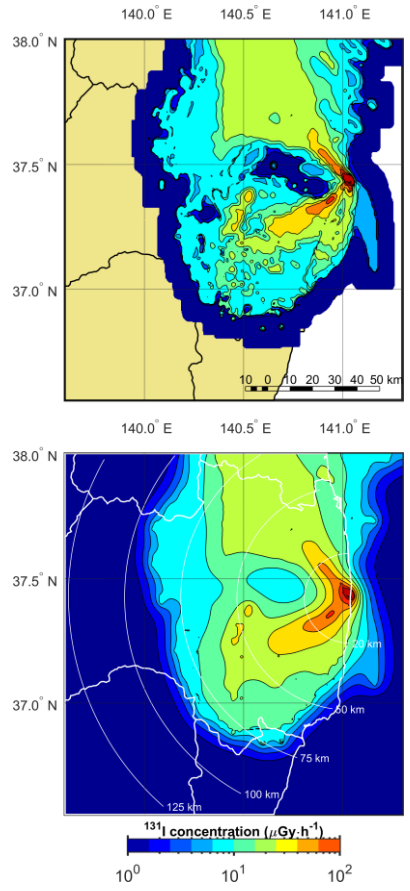 140.0° E 140.5° E 141.0° E
38.0° N
37.5° N
37.0° N
10 0 10 20 30 40 50 km
140.0° E 140.5° E 141.0° E
38.0° N
37.5° N
37.0° N
20 km
50 km
75 km
100 km
125 km
¹³¹I concentration (μGy·h⁻¹)
10⁰ 10¹ 10²